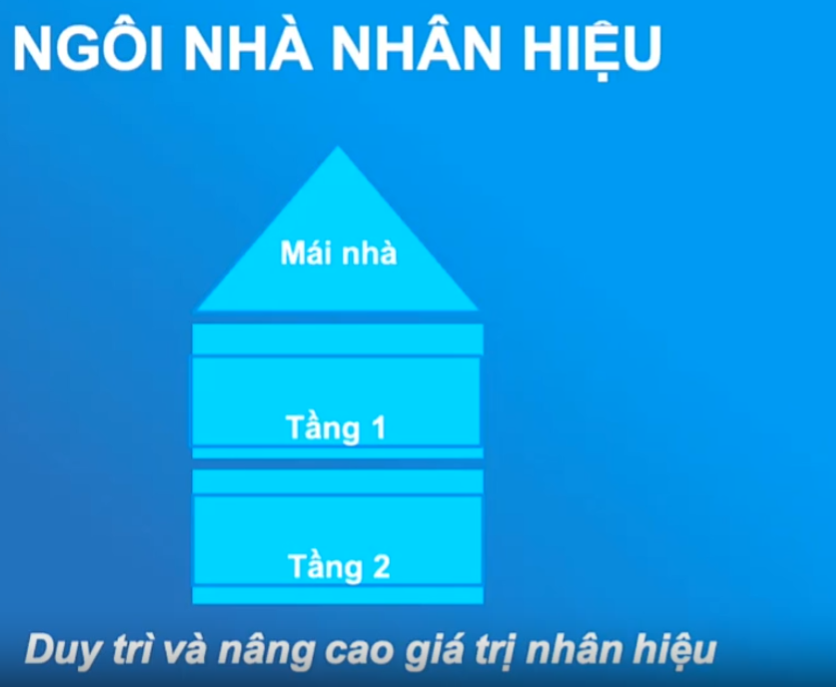 NGÔI NHÀ NHÂN HIỆU
Mái nhà
Tầng 1
Tầng 2
Duy trì và nâng cao giá trị nhân hiệu